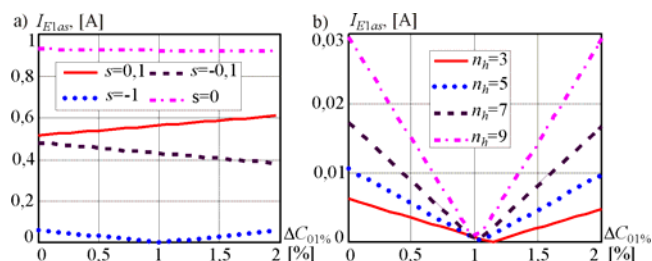 a) I_E1as, [A]
1
0,8
0,6
0,4
0,2
0
s=0,1 s=-0,1
s=-1 s=0
0 0,5 1 1,5 2
ΔC_01%
[%]
b) I_E1as, [A]
0,03
0,02
0,01
0
n_h=3
n_h=5
n_h=7
n_h=9
0 0.5 1 1.5 2
ΔC_01%
[%]